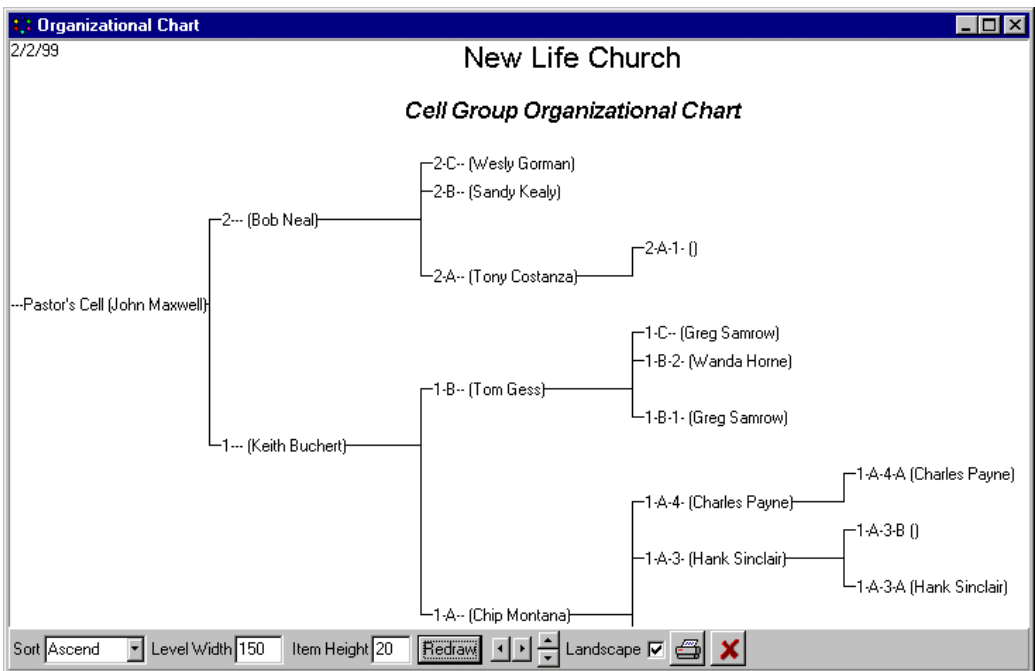 Organizational Chart
2/2/99
New Life Church
Cell Group Organizational Chart
2-C-- (Wesly Gorman)
2-B-- (Sandy Kealy)
2--- (Bob Neal)
2-A-1- ()
2-A-- (Tony Costanza)
---Pastor's Cell (John Maxwell)
1-C-- (Greg Samrow)
1-B-2- (Wanda Horne)
1-B-- (Tom Gess)
1-B-1- (Greg Samrow)
1--- (Keith Buchert)
1-A-4-A (Charles Payne)
1-A-4- (Charles Payne)
1-A-3-B ()
1-A-3- (Hank Sinclair)
1-A-3-A (Hank Sinclair)
1-A-- (Chip Montana)
Sort Ascend Level Width 150 Item Height 20 Redraw Landscape